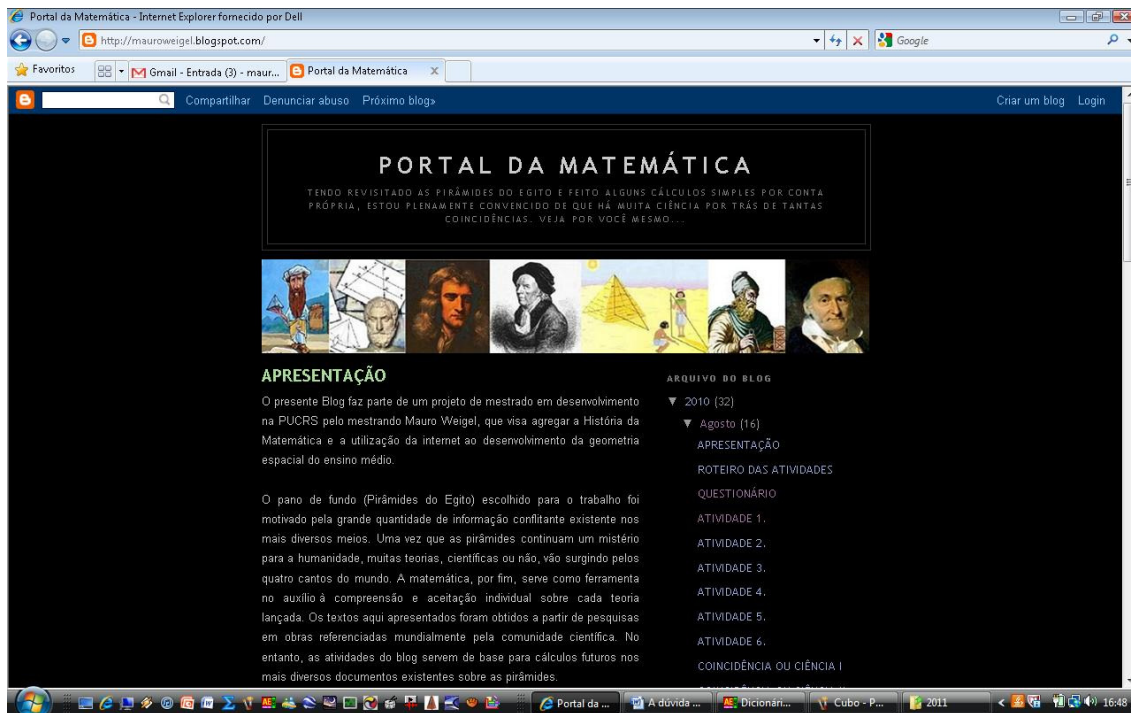 Portal da Matemática - Internet Explorer fornecido por Dell
http://mauroweigel.blogspot.com/
Google
Favoritos
Gmail - Entrada (3) - maur...
Portal da Matemática
Compartilhar Denunciar abuso Próximo blog»
Criar um blog Login
PORTAL DA MATEMÁTICA
TENDO REVISITADO AS PIRÂMIDES DO EGITO E FEITO ALGUNS CÁLCULOS SIMPLES POR CONTA
PRÓPRIA, ESTOU PLENAMENTE CONVENCIDO DE QUE HÁ MUITA CIÊNCIA POR TRÁS DE TANTAS
COINCIDÊNCIAS. VEJA POR VOCÊ MESMO...
APRESENTAÇÃO
O presente Blog faz parte de um projeto de mestrado em desenvolvimento
na PUCRS pelo mestrando Mauro Weigel, que visa agregar a História da
Matemática e a utilização da internet ao desenvolvimento da geometria
espacial do ensino médio.
O pano de fundo (Pirâmides do Egito) escolhido para o trabalho foi
motivado pela grande quantidade de informação conflitante existente nos
mais diversos meios. Uma vez que as pirâmides continuam um mistério
para a humanidade, muitas teorias, científicas ou não, vão surgindo pelos
quatro cantos do mundo. A matemática, por fim, serve como ferramenta
no auxílio à compreensão e aceitação individual sobre cada teoria
lançada. Os textos aqui apresentados foram obtidos a partir de pesquisas
em obras referenciadas mundialmente pela comunidade científica. No
entanto, as atividades do blog servem de base para cálculos futuros nos
mais diversos documentos existentes sobre as pirâmides.
ARQUIVO DO BLOG
▼ 2010 (32)
▼ Agosto (16)
APRESENTAÇÃO
ROTEIRO DAS ATIVIDADES
QUESTIONÁRIO
ATIVIDADE 1.
ATIVIDADE 2.
ATIVIDADE 3.
ATIVIDADE 4.
ATIVIDADE 5.
ATIVIDADE 6.
COINCIDÊNCIA OU CIÊNCIA I
Portal da ...
A dúvida ...
Dicionári...
Cubo - P...
2011
16:48